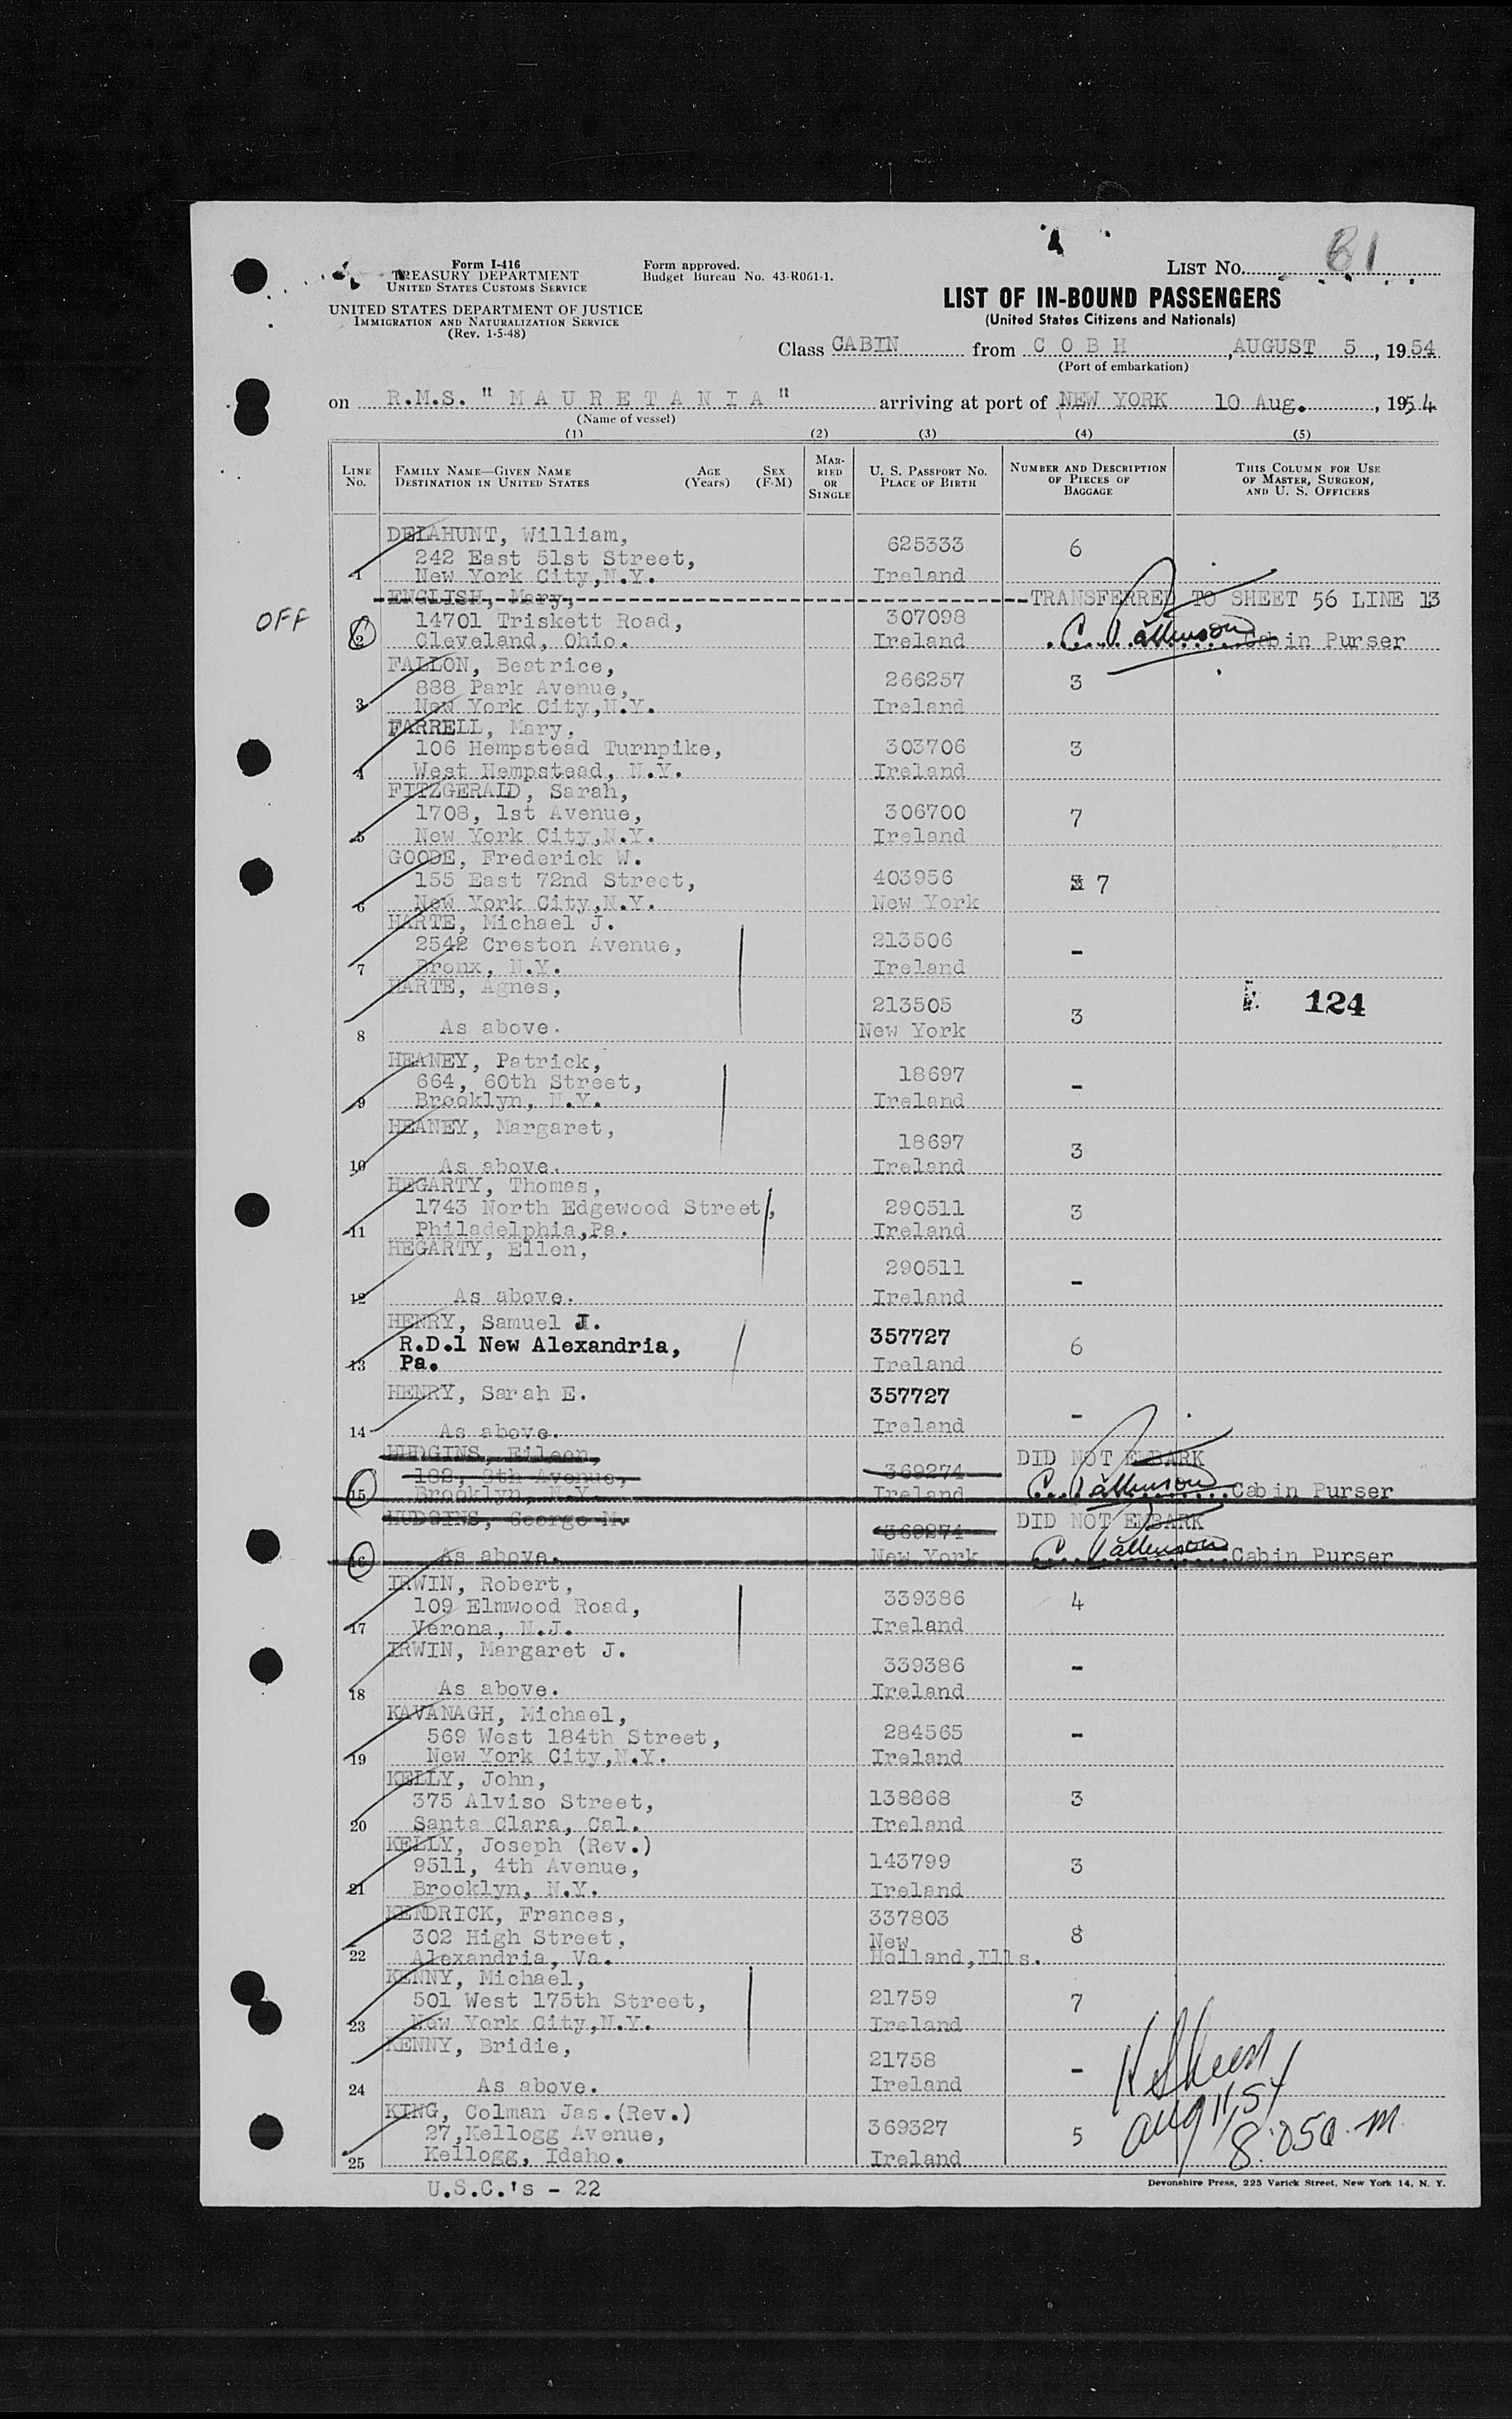 Form I-416
TREASURY DEPARTMENT
UNITED STATES CUSTOMS SERVICE
UNITED STATES DEPARTMENT OF JUSTICE
IMMIGRATION AND NATURALIZATION SERVICE
(Rev. 1-5-48)
Form approved.
Budget Bureau No. 43-R061-1.
LIST No. 61
LIST OF IN-BOUND PASSENGERS
(United States Citizens and Nationals)
Class CABIN from C O B H, AUGUST 5, 1954
(Port of embarkation)
on R.M.S. "M A U R E T A N I A" arriving at port of NEW YORK 10 Aug., 1954
(Name of vessel)
(1) (2) (3) (4) (5)
LINE No. FAMILY NAME—GIVEN NAME DESTINATION IN UNITED STATES AGE (Years) SEX (F-M) MARRIED OR SINGLE U. S. PASSPORT No. PLACE OF BIRTH NUMBER AND DESCRIPTION OF PIECES OF BAGGAGE THIS COLUMN FOR USE OF MASTER, SURGEON, AND U. S. OFFICERS
DELAHUNT, William,
242 East 51st Street, 625333 6
1 New York City,N.Y. Ireland
ENGLISH, Mary, TRANSFERRED TO SHEET 56 LINE 13
OFF 14701 Triskett Road, 307098
2 Cleveland, Ohio. Ireland Cabin Purser
FALLON, Beatrice,
888 Park Avenue, 266257 3
3 New York City,N.Y. Ireland
FARRELL, Mary,
106 Hempstead Turnpike, 303706 3
4 West Hempstead, N.Y. Ireland
FITZGERALD, Sarah,
1708, 1st Avenue, 306700 7
5 New York City,N.Y. Ireland
GOODE, Frederick W.
155 East 72nd Street, 403956 7
6 New York City,N.Y. New York
HARTE, Michael J.
2542 Creston Avenue, 213506 -
7 Bronx, N.Y. Ireland
HARTE, Agnes,
213505 3 124
8 As above. New York
HEANEY, Patrick,
664, 60th Street, 18697 -
9 Brooklyn, N.Y. Ireland
HEANEY, Margaret,
18697 3
10 As above. Ireland
HEGARTY, Thomas,
1743 North Edgewood Street, 290511 3
11 Philadelphia,Pa. Ireland
HEGARTY, Ellen,
290511 -
12 As above. Ireland
HENRY, Samuel J.
R.D.1 New Alexandria, 357727 6
13 Pa. Ireland
HENRY, Sarah E. 357727 -
14 As above. Ireland
HUDGINS, Eileen, DID NOT EMBARK
188, 9th Avenue, 369274
15 Brooklyn, N.Y. Ireland Cabin Purser
HUDGINS, George M. 369274 DID NOT EMBARK
16 As above. New York Cabin Purser
IRWIN, Robert,
109 Elmwood Road, 339386 4
17 Verona, N.J. Ireland
IRWIN, Margaret J.
339386 -
18 As above. Ireland
KAVANAGH, Michael,
569 West 184th Street, 284565 -
19 New York City,N.Y. Ireland
KELLY, John,
375 Alviso Street, 138868 3
20 Santa Clara, Cal. Ireland
KELLY, Joseph (Rev.)
9511, 4th Avenue, 143799 3
21 Brooklyn, N.Y. Ireland
KENDRICK, Frances, 337803
302 High Street, New 8
22 Alexandria, Va. Holland,Ills.
KENNY, Michael,
501 West 175th Street, 21759 7
23 New York City,N.Y. Ireland
KENNY, Bridie,
21758 -
24 As above. Ireland
KING, Colman Jas.(Rev.)
27,Kellogg Avenue, 369327 5
25 Kellogg, Idaho. Ireland
Aug 11, 54
8:05 a.m.
U.S.C.'s - 22
Devonshire Press, 225 Varick Street, New York 14, N. Y.